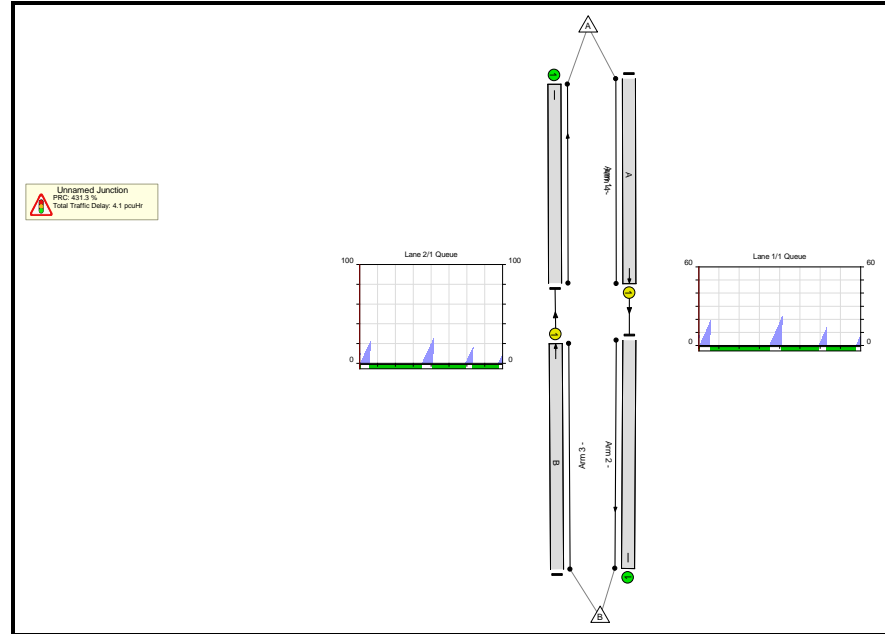 A
Unnamed Junction
PRC: 431.3 %
Total Traffic Delay: 4.1 pcuHr
A
Lane 2/1 Queue
100
100
0
0
Lane 1/1 Queue
60
60
0
0
B
Arm 3 -
Arm 2 -
B